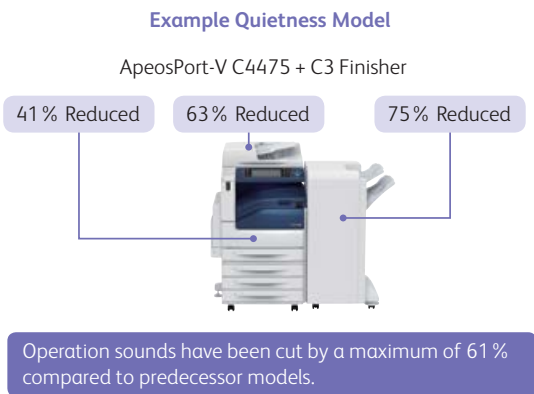 Example Quietness Model
ApeosPort-V C4475 + C3 Finisher
41% Reduced
63% Reduced
75% Reduced
Operation sounds have been cut by a maximum of 61%
compared to predecessor models.